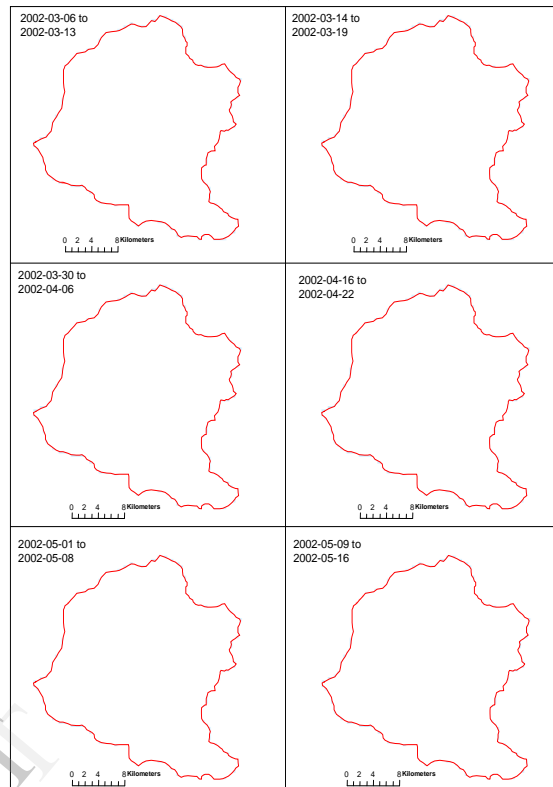 2002-03-06 to
2002-03-13
0 2 4 8 Kilometers
2002-03-14 to
2002-03-19
0 2 4 8 Kilometers
2002-03-30 to
2002-04-06
0 2 4 8 Kilometers
2002-04-16 to
2002-04-22
0 2 4 8 Kilometers
2002-05-01 to
2002-05-08
0 2 4 8 Kilometers
2002-05-09 to
2002-05-16
0 2 4 8 Kilometers